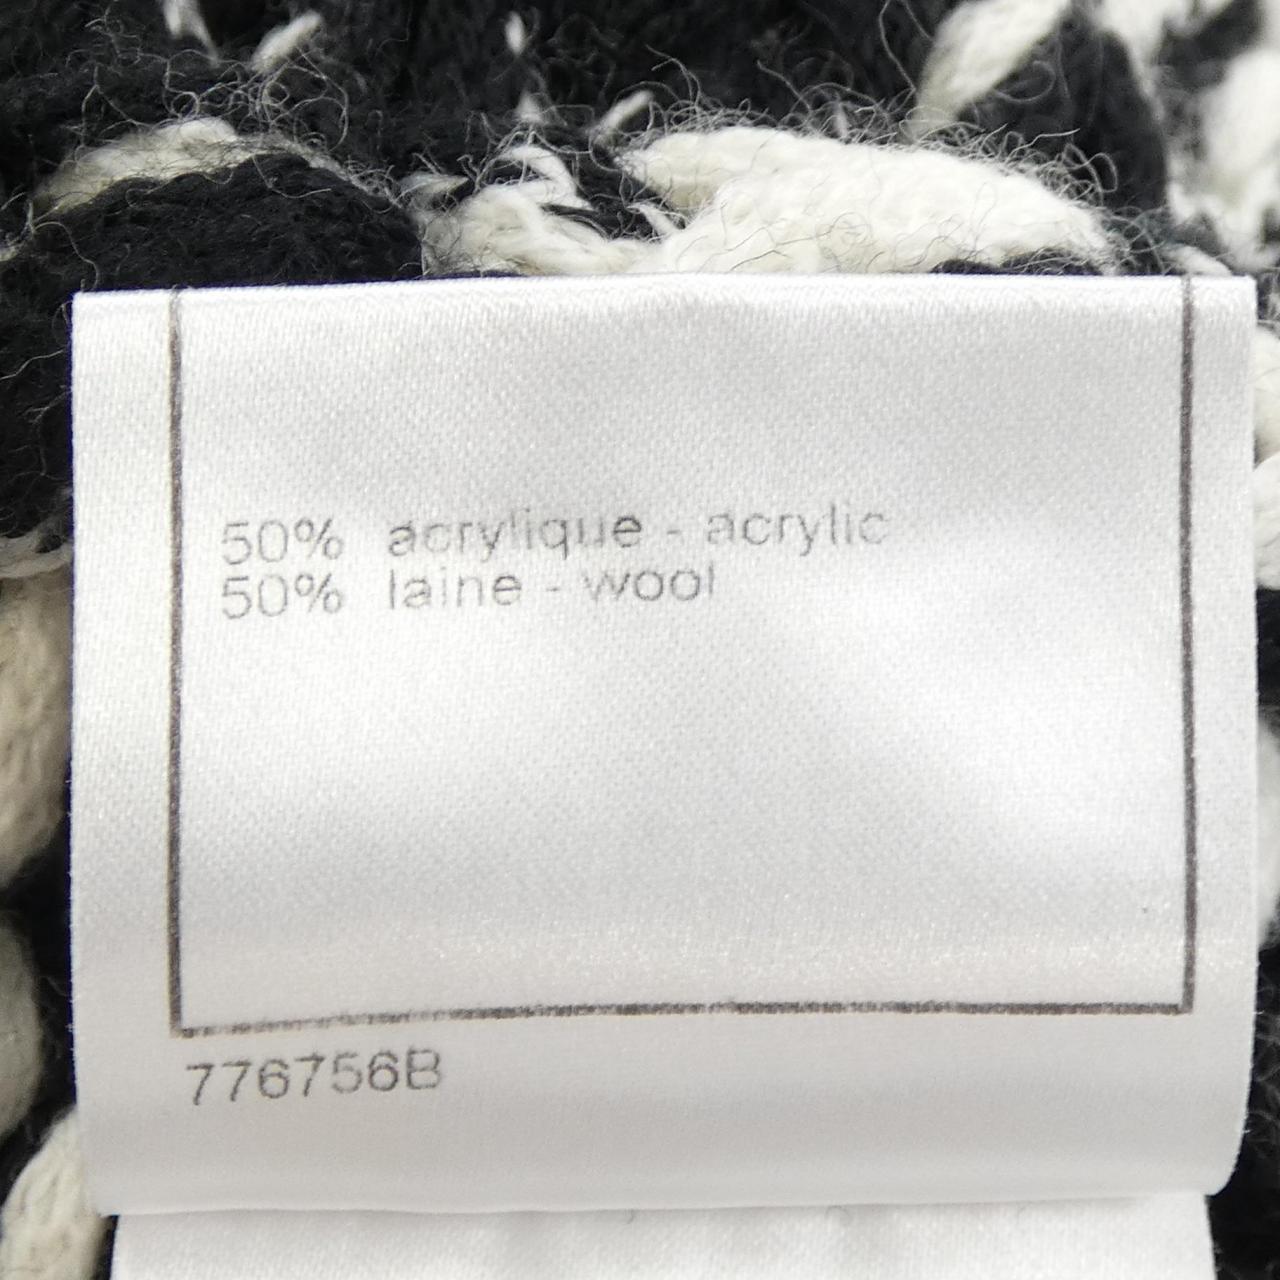 50% acrylique - acrylic
50% laine - wool
776756B